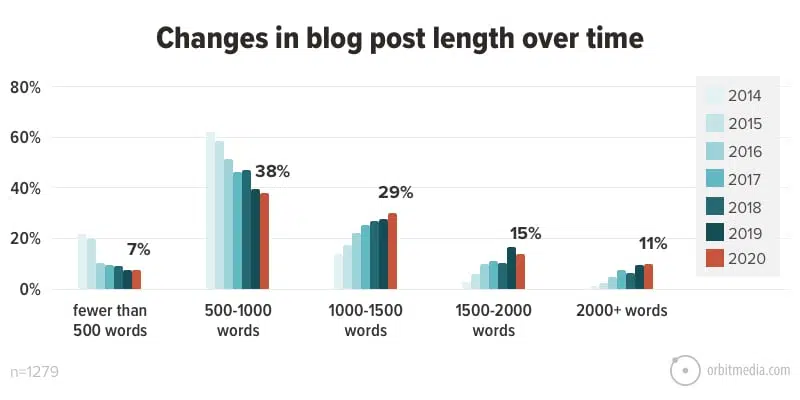 Changes in blog post length over time
80%
60%
40%
20%
0%
7%
38%
29%
15%
11%
fewer than
500 words
500-1000
words
1000-1500
words
1500-2000
words
2000+ words
2014
2015
2016
2017
2018
2019
2020
n=1279
orbitmedia.com